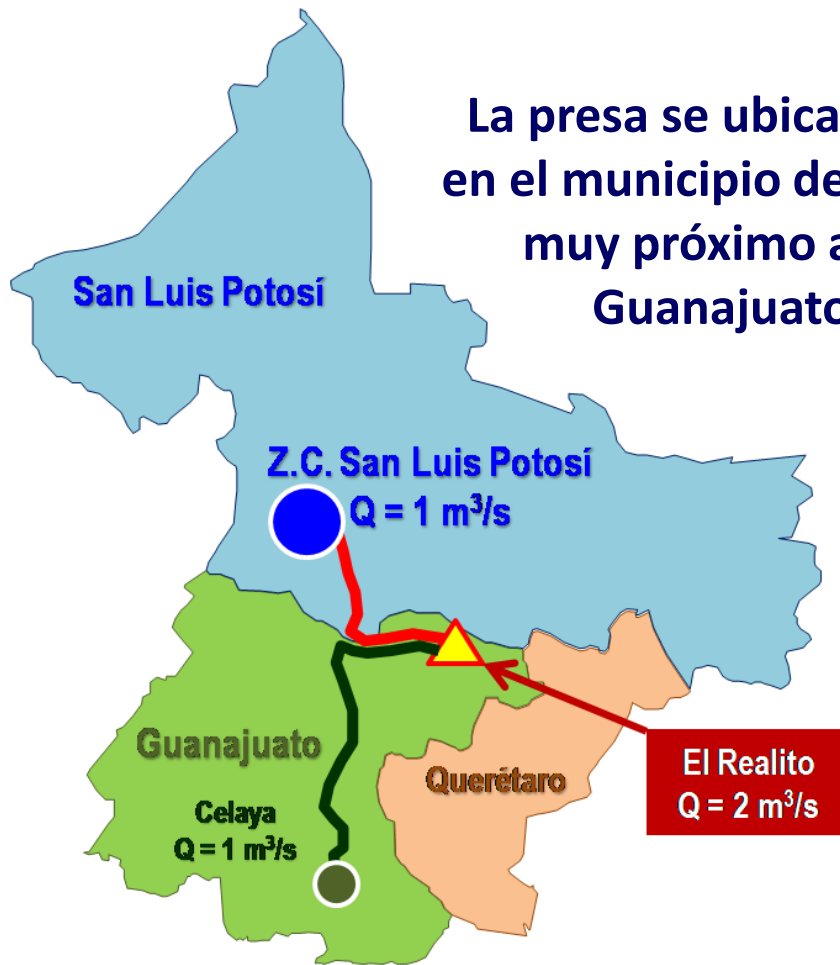 La presa se ubica
en el municipio de
muy próximo a
Guanajuato
San Luis Potosí
Z.C. San Luis Potosí
Q = 1 m³/s
Guanajuato
Querétaro
El Realito
Q = 2 m³/s
Celaya
Q = 1 m³/s